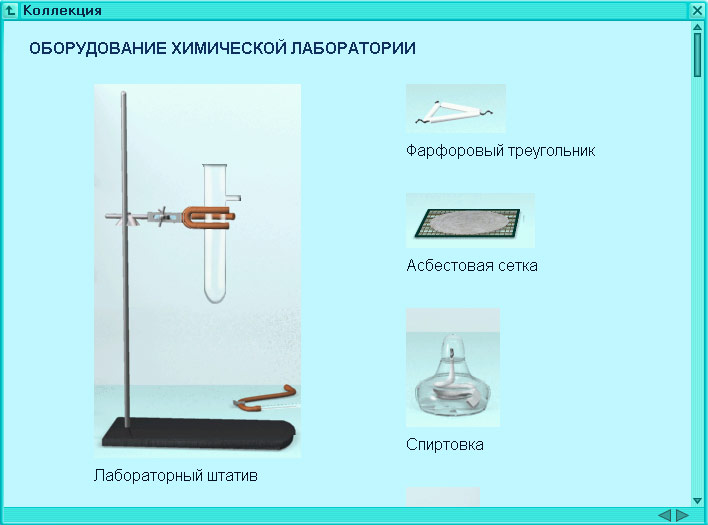 Коллекция
ОБОРУДОВАНИЕ ХИМИЧЕСКОЙ ЛАБОРАТОРИИ
Фарфоровый треугольник
Асбестовая сетка
Спиртовка
Лабораторный штатив